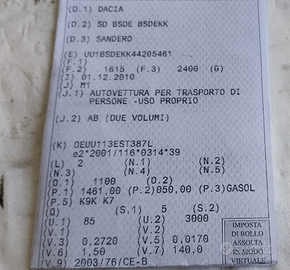 (D.1) DACIA
(D.2) SD BSDE BSDEKK
(D.3) SANDERO
(E) UU1BSDEKK44205461
(F.1)
(F.2) 1615 (F.3) 2400 (G)
(I) 01.12.2010
(J) M1
(J.1) AUTOVETTURA PER TRASPORTO DI
PERSONE -USO PROPRIO
(J.2) AB (DUE VOLUMI)
(K) OEUU113EST387L
e2*2001/116*0314*39
(L) 2 (N.1) (N.2)
(N.3) (N.4) (N.5)
(O.1) 1100 (O.2)
(P.1) 1461.00 (P.2) 050,00 (P.3) GASOL
(P.5) K9K K7
(Q) (S.1) 5 (S.2)
(U.1) 85 (U.2) 3000
(V.1) (V.2)
(V.3) 0.2720 (V.5) 0.0170
(V.6) 1,50 (V.7) 140.0
(V.9) 2003/76/CE-B
IMPOSTA
DI BOLLO
ASSOLTA
IN MODO
VIRTUALE